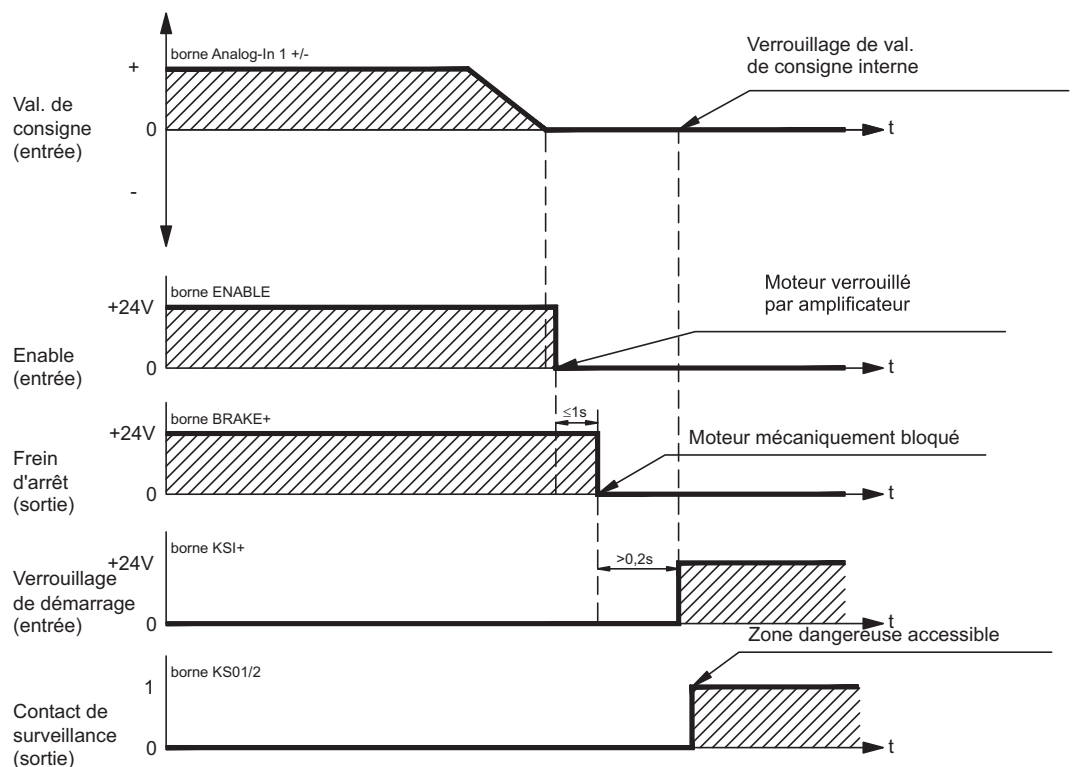 borne Analog-In 1 +/-
Verrouillage de val.
de consigne interne
+
Val. de
consigne
(entrée)
0
t
-
borne ENABLE
Moteur verrouillé
par amplificateur
+24V
Enable
(entrée)
0
t
borne BRAKE+
≤1s
+24V
Moteur mécaniquement bloqué
Frein
d'arrêt
(sortie)
0
t
borne KSI+
+24V
>0,2s
Verrouillage
de démarrage
(entrée)
0
t
Zone dangereuse accessible
borne KS01/2
1
Contact de
surveillance
(sortie)
0
t